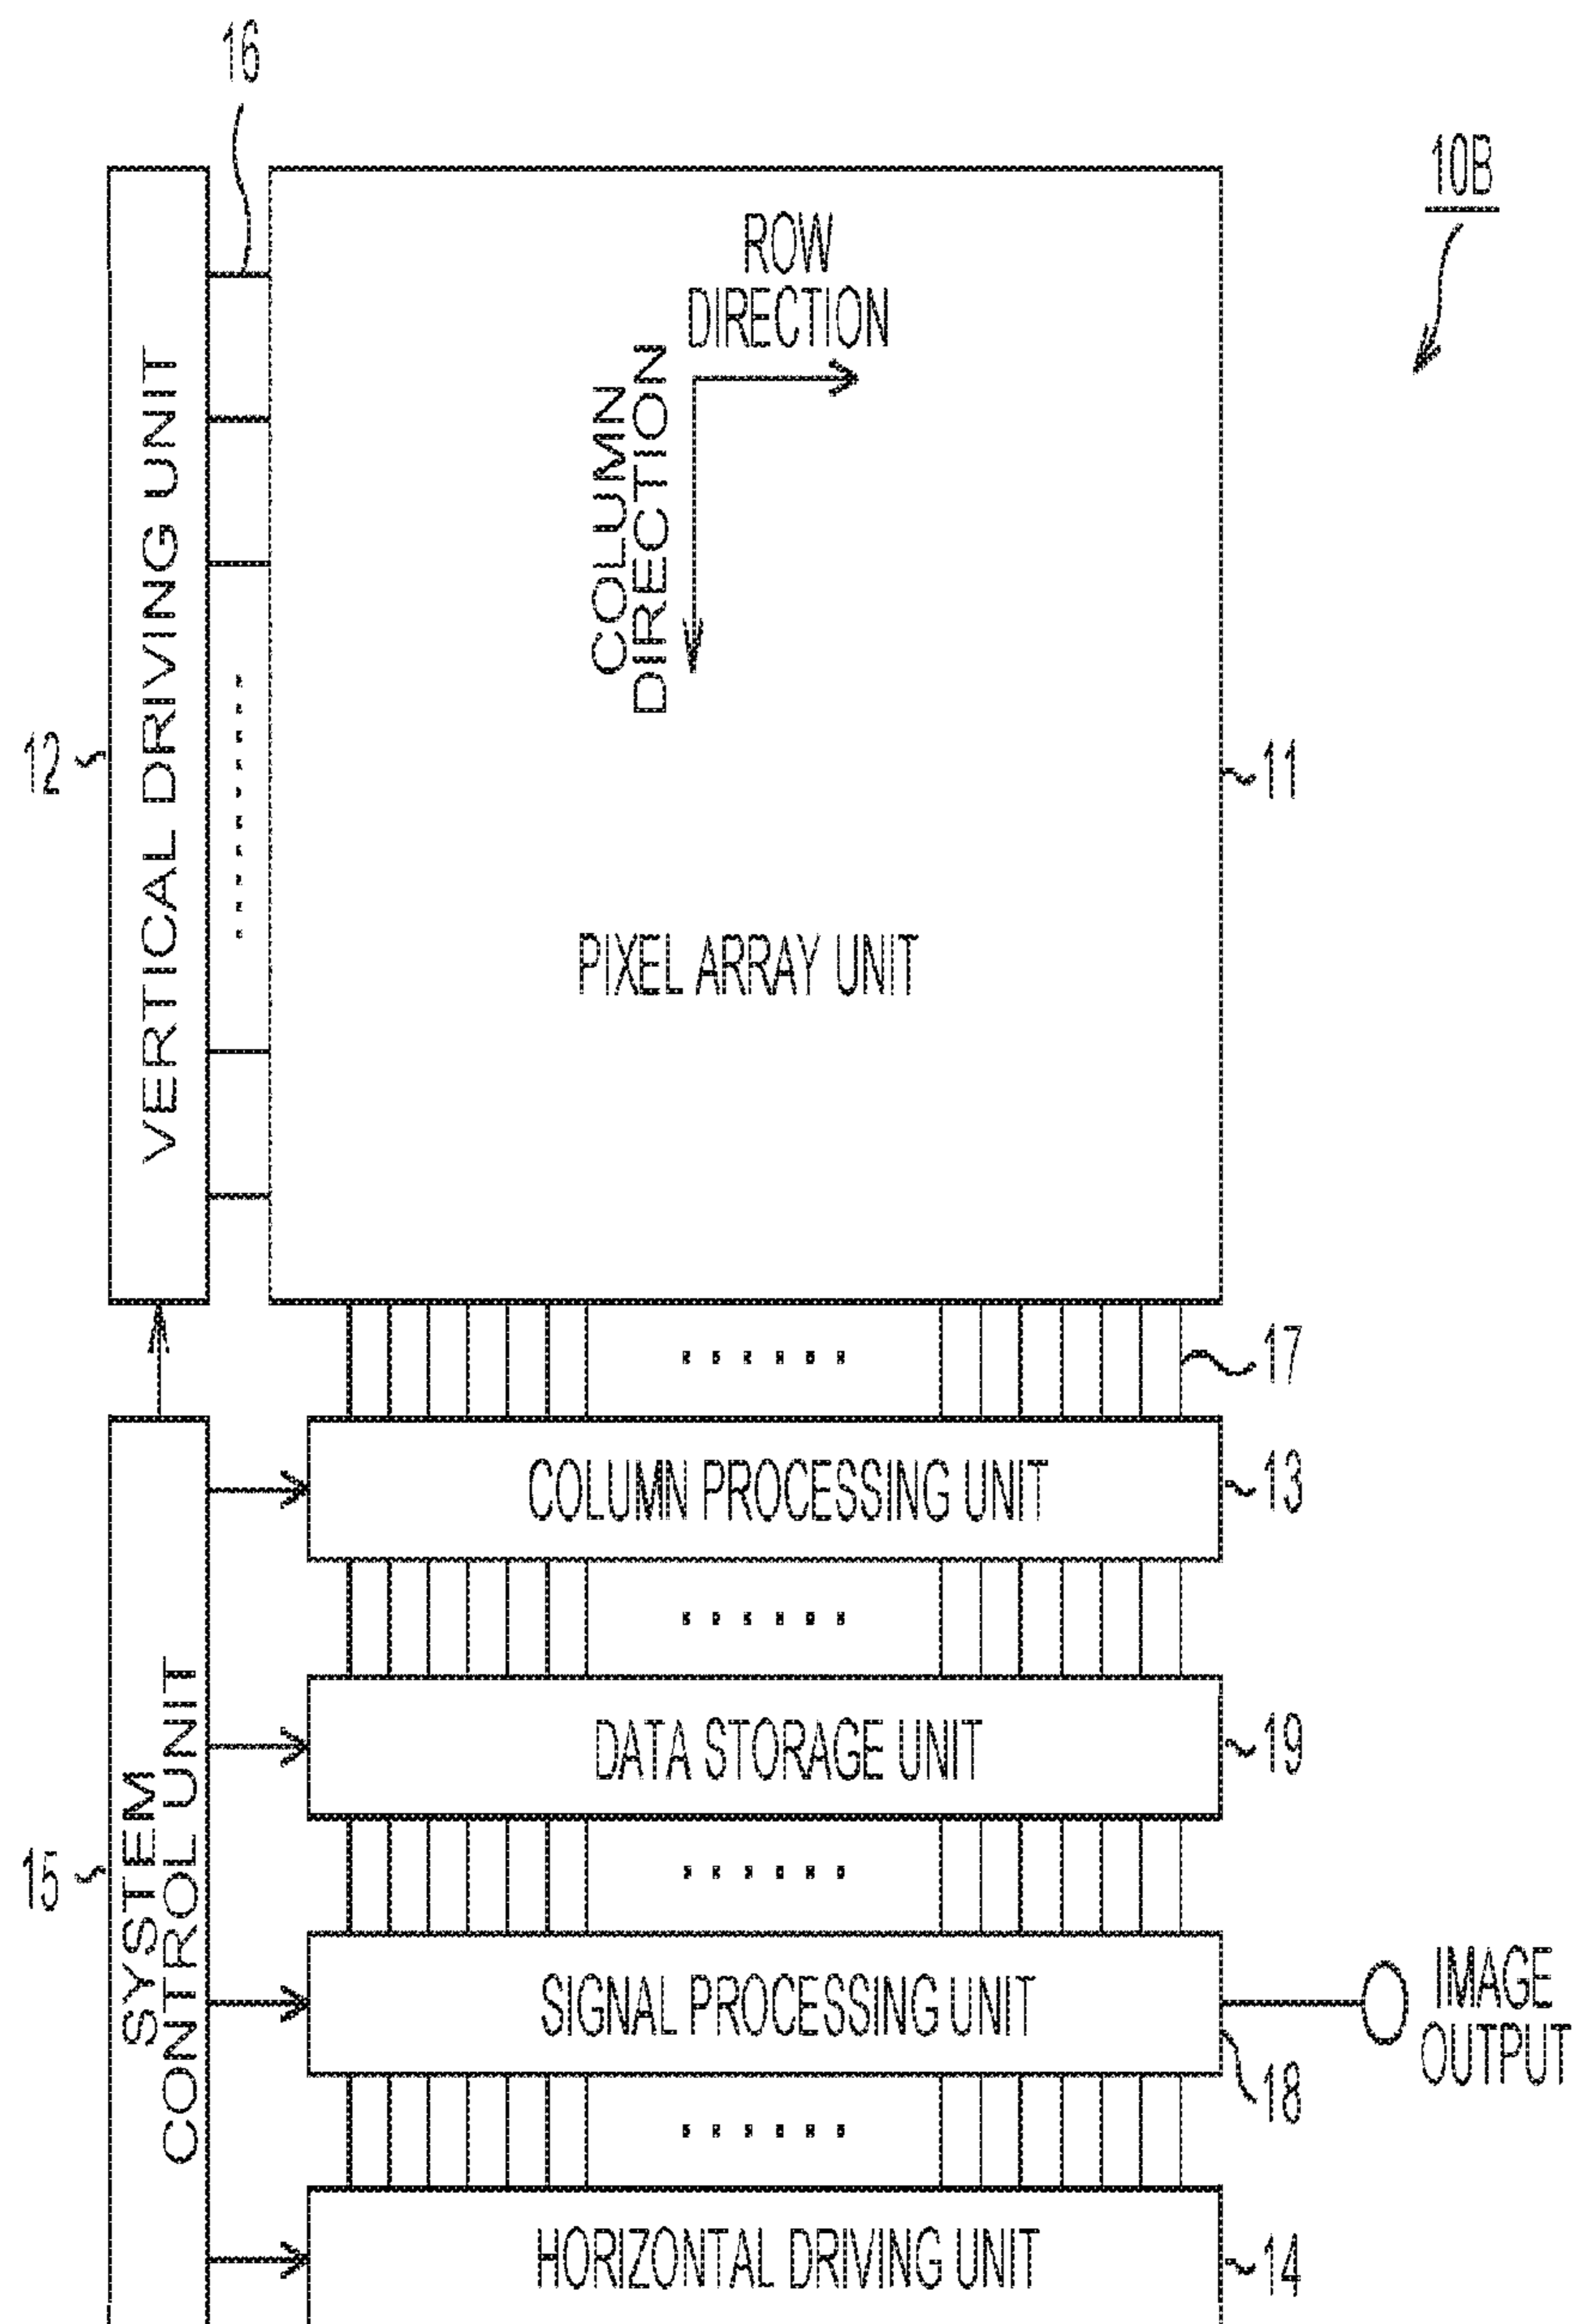 16
10B
ROW
DIRECTION
COLUMN
DIRECTION
VERTICAL DRIVING UNIT
12
11
PIXEL ARRAY UNIT
17
COLUMN PROCESSING UNIT
13
DATA STORAGE UNIT
19
SYSTEM
CONTROL UNIT
15
SIGNAL PROCESSING UNIT
IMAGE
OUTPUT
18
HORIZONTAL DRIVING UNIT
14